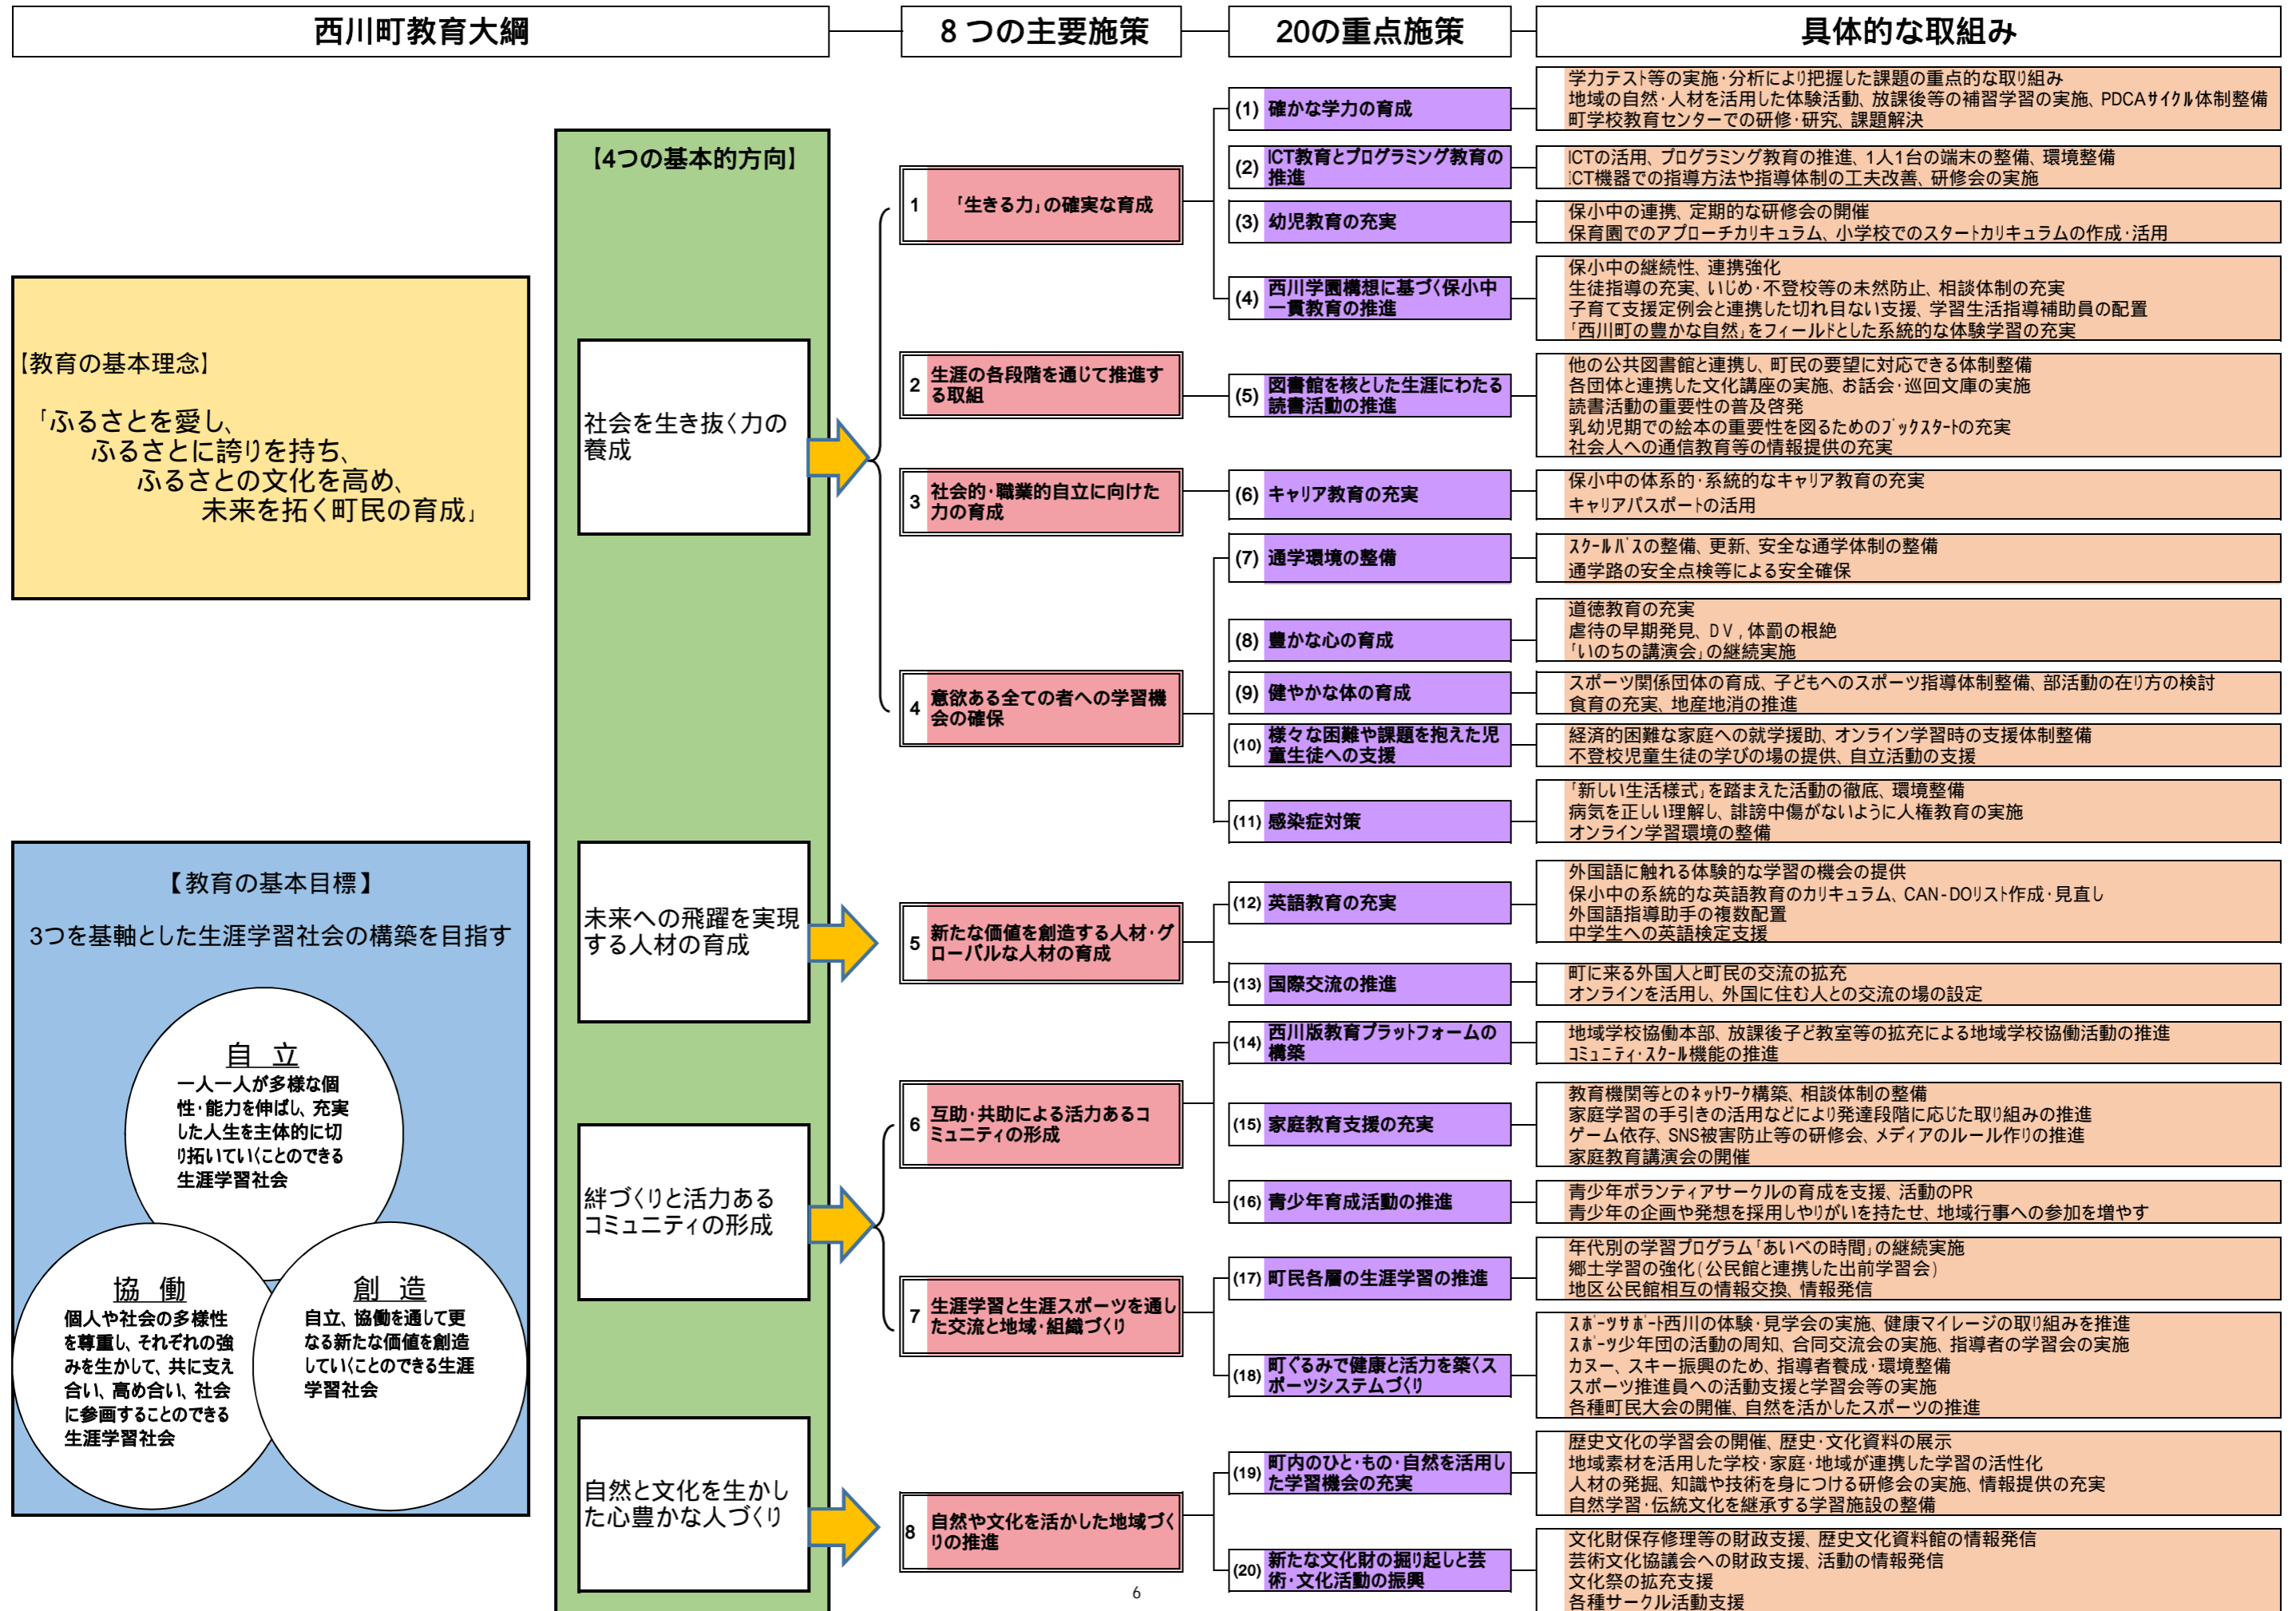 西川町教育大綱
8つの主要施策
20の重点施策
具体的な取組み
【教育の基本理念】
「ふるさとを愛し、
ふるさとに誇りを持ち、
ふるさとの文化を高め、
未来を拓く町民の育成」
【教育の基本目標】
3つを基軸とした生涯学習社会の構築を目指す
自 立
一人一人が多様な個
性・能力を伸ばし、充実
した人生を主体的に切
り拓いていくことのできる
生涯学習社会
協 働
個人や社会の多様性
を尊重し、それぞれの強
みを生かして、共に支え
合い、高め合い、社会
に参画することのできる
生涯学習社会
創 造
自立、協働を通して更
なる新たな価値を創造
していくことのできる生涯
学習社会
【4つの基本的方向】
社会を生き抜く力の
養成
未来への飛躍を実現
する人材の育成
絆づくりと活力ある
コミュニティの形成
自然と文化を生かし
た心豊かな人づくり
1 「生きる力」の確実な育成
2 生涯の各段階を通じて推進す
る取組
3 社会的・職業的自立に向けた
力の育成
4 意欲ある全ての者への学習機
会の確保
5 新たな価値を創造する人材・グ
ローバルな人材の育成
6 互助・共助による活力あるコ
ミュニティの形成
7 生涯学習と生涯スポーツを通し
た交流と地域・組織づくり
8 自然や文化を活かした地域づく
りの推進
(1) 確かな学力の育成
学力テスト等の実施・分析により把握した課題の重点的な取り組み
地域の自然・人材を活用した体験活動、放課後等の補習学習の実施、PDCAサイクル体制整備
町学校教育センターでの研修・研究、課題解決
(2) ICT教育とプログラミング教育の
推進
ICTの活用、プログラミング教育の推進、1人1台の端末の整備、環境整備
ICT機器での指導方法や指導体制の工夫改善、研修会の実施
(3) 幼児教育の充実
保小中の連携、定期的な研修会の開催
保育園でのアプローチカリキュラム、小学校でのスタートカリキュラムの作成・活用
(4) 西川学園構想に基づく保小中
一貫教育の推進
保小中の継続性、連携強化
生徒指導の充実、いじめ・不登校等の未然防止、相談体制の充実
子育て支援定例会と連携した切れ目ない支援、学習生活指導補助員の配置
「西川町の豊かな自然」をフィールドとした系統的な体験学習の充実
(5) 図書館を核とした生涯にわたる
読書活動の推進
他の公共図書館と連携し、町民の要望に対応できる体制整備
各団体と連携した文化講座の実施、お話会・巡回文庫の実施
読書活動の重要性の普及啓発
乳幼児期での絵本の重要性を図るためのブックスタートの充実
社会人への通信教育等の情報提供の充実
(6) キャリア教育の充実
保小中の体系的・系統的なキャリア教育の充実
キャリアパスポートの活用
(7) 通学環境の整備
スクールバスの整備、更新、安全な通学体制の整備
通学路の安全点検等による安全確保
(8) 豊かな心の育成
道徳教育の充実
虐待の早期発見、DV,体罰の根絶
「いのちの講演会」の継続実施
(9) 健やかな体の育成
スポーツ関係団体の育成、子どもへのスポーツ指導体制整備、部活動の在り方の検討
食育の充実、地産地消の推進
(10) 様々な困難や課題を抱えた児
童生徒への支援
経済的困難な家庭への就学援助、オンライン学習時の支援体制整備
不登校児童生徒の学びの場の提供、自立活動の支援
(11) 感染症対策
「新しい生活様式」を踏まえた活動の徹底、環境整備
病気を正しい理解し、誹謗中傷がないように人権教育の実施
オンライン学習環境の整備
(12) 英語教育の充実
外国語に触れる体験的な学習の機会の提供
保小中の系統的な英語教育のカリキュラム、CAN-DOリスト作成・見直し
外国語指導助手の複数配置
中学生への英語検定支援
(13) 国際交流の推進
町に来る外国人と町民の交流の拡充
オンラインを活用し、外国に住む人との交流の場の設定
(14) 西川版教育プラットフォームの
構築
地域学校協働本部、放課後子ども教室等の拡充による地域学校協働活動の推進
コミュニティ・スクール機能の推進
(15) 家庭教育支援の充実
教育機関等とのネットワーク構築、相談体制の整備
家庭学習の手引きの活用などにより発達段階に応じた取り組みの推進
ゲーム依存、SNS被害防止等の研修会、メディアのルール作りの推進
家庭教育講演会の開催
(16) 青少年育成活動の推進
青少年ボランティアサークルの育成を支援、活動のPR
青少年の企画や発想を採用しやりがいを持たせ、地域行事への参加を増やす
(17) 町民各層の生涯学習の推進
年代別の学習プログラム「あいべの時間」の継続実施
郷土学習の強化(公民館と連携した出前学習会)
地区公民館相互の情報交換、情報発信
(18) 町ぐるみで健康と活力を築くス
ポーツシステムづくり
スポーツサポート西川の体験・見学会の実施、健康マイレージの取り組みを推進
スポーツ少年団の活動の周知、合同交流会の実施、指導者の学習会の実施
カヌー、スキー振興のため、指導者養成・環境整備
スポーツ推進員への活動支援と学習会等の実施
各種町民大会の開催、自然を活かしたスポーツの推進
(19) 町内のひと・もの・自然を活用し
た学習機会の充実
歴史文化の学習会の開催、歴史・文化資料の展示
地域素材を活用した学校・家庭・地域が連携した学習の活性化
人材の発掘、知識や技術を身につける研修会の実施、情報提供の充実
自然学習・伝統文化を継承する学習施設の整備
(20) 新たな文化財の掘り起しと芸
術・文化活動の振興
文化財保存修理等の財政支援、歴史文化資料館の情報発信
芸術文化協議会への財政支援、活動の情報発信
文化祭の拡充支援
各種サークル活動支援
6